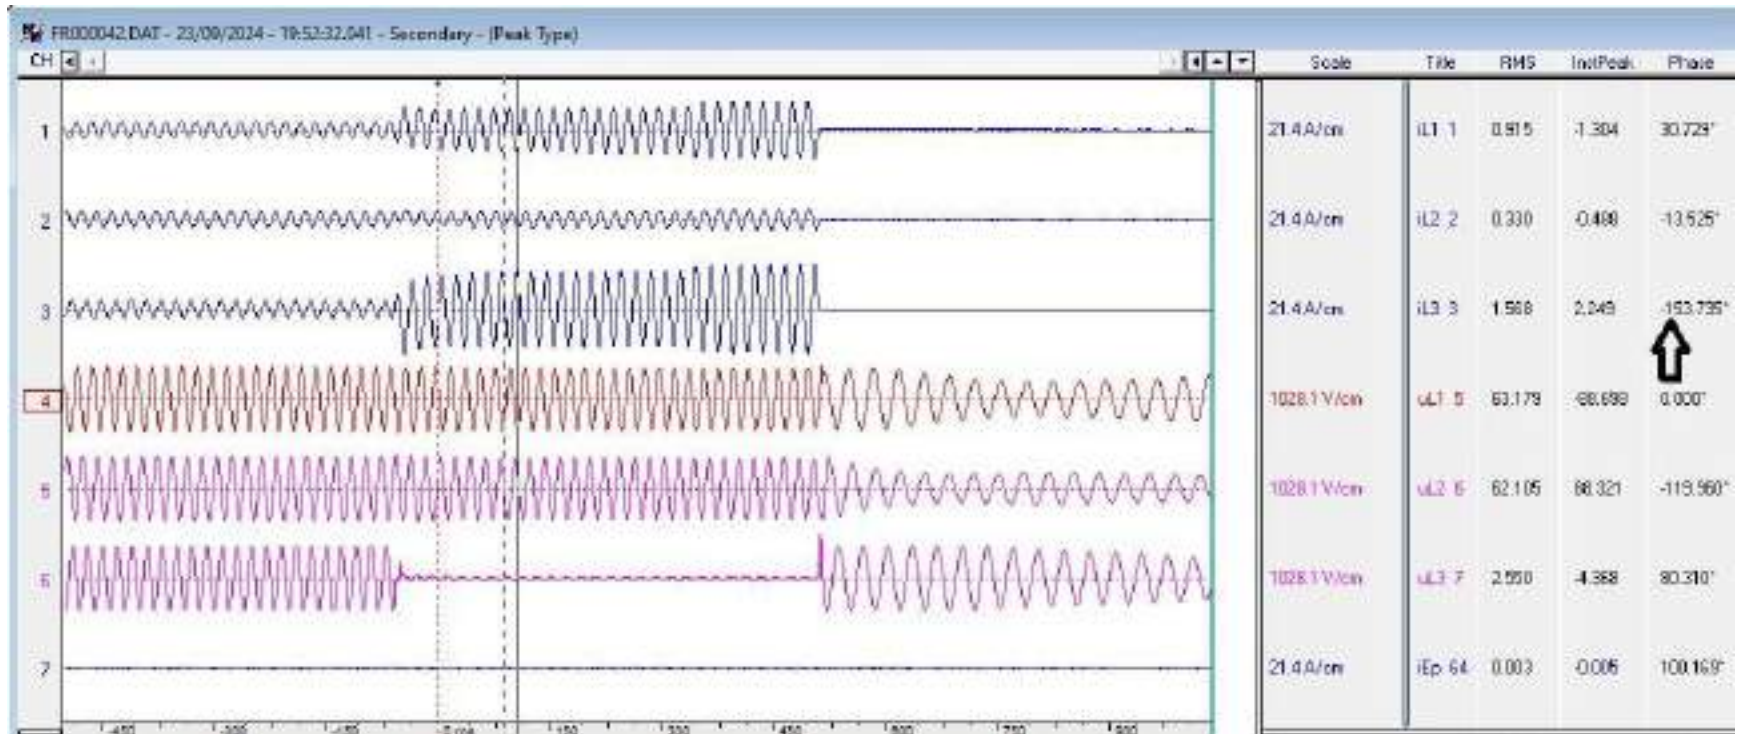 FR000042.DAT - 23/09/2024 - 19:52:32.041 - Secondary - (Peak Type)
CH Scale Title RMS InstPeak Phase
1 21.4 A/cm iL1 1 0.915 -1.304 30.729°
2 21.4 A/cm iL2 2 0.330 -0.488 -13.525°
3 21.4 A/cm iL3 3 1.568 2.249 -153.735°
4 1028.1 V/cm uL1 5 63.179 -88.698 0.000°
5 1028.1 V/cm uL2 6 62.105 88.321 -119.960°
6 1028.1 V/cm uL3 7 2.550 -4.368 80.310°
7 21.4 A/cm iEp 64 0.003 -0.005 100.169°
150 300 450 750